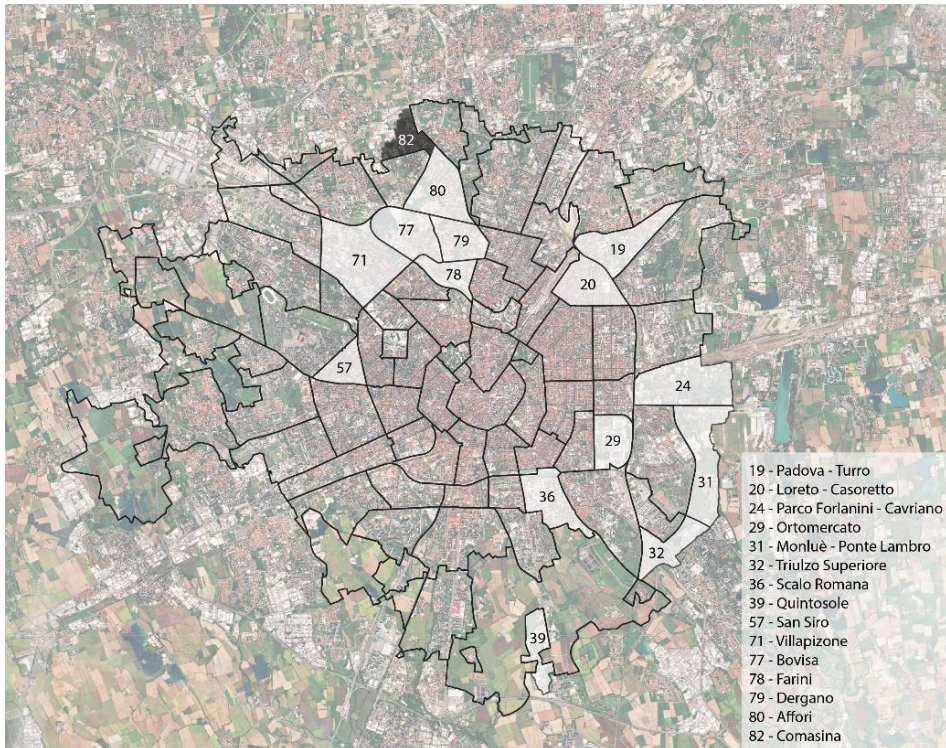 82
80
77
79
19
71
78
20
57
24
29
31
36
32
39
19 - Padova - Turro
20 - Loreto - Casoretto
24 - Parco Forlanini - Cavriano
29 - Ortomercato
31 - Monluè - Ponte Lambro
32 - Triulzo Superiore
36 - Scalo Romana
39 - Quintosole
57 - San Siro
71 - Villapizone
77 - Bovisa
78 - Farini
79 - Dergano
80 - Affori
82 - Comasina